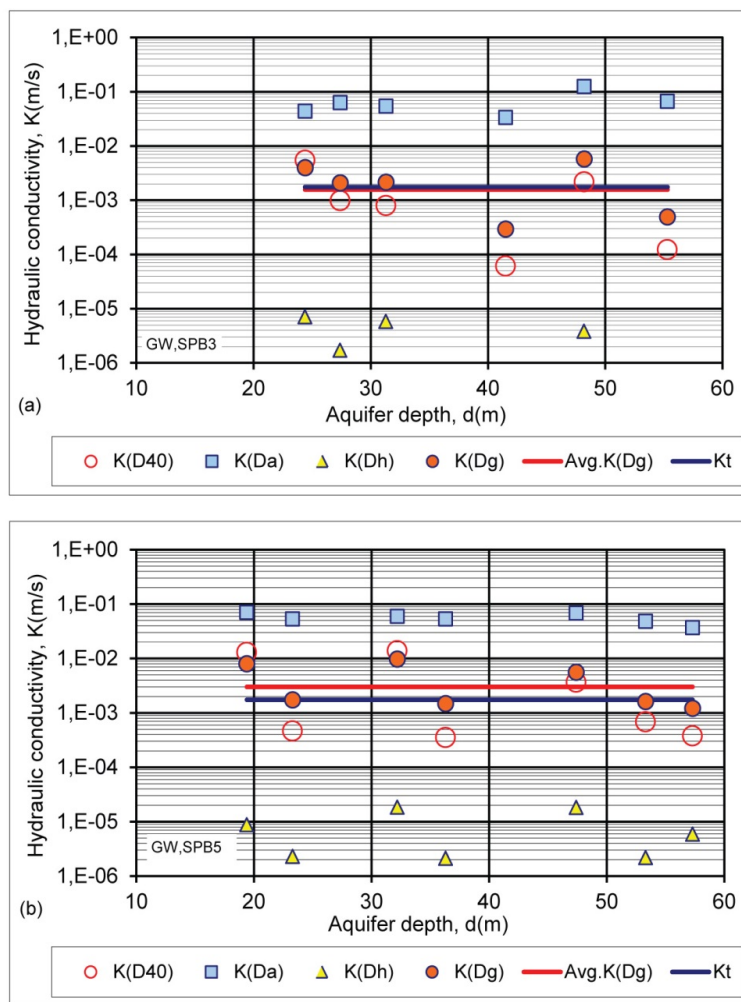 1,E+00
1,E-01
1,E-02
1,E-03
1,E-04
1,E-05
1,E-06
Hydraulic conductivity, K(m/s)
GW,SPB3
10 20 30 40 50 60
(a)
Aquifer depth, d(m)
K(D40) K(Da) K(Dh) K(Dg) Avg.K(Dg) Kt
1,E+00
1,E-01
1,E-02
1,E-03
1,E-04
1,E-05
1,E-06
Hydraulic conductivity, K(m/s)
GW,SPB5
10 20 30 40 50 60
(b)
Aquifer depth, d(m)
K(D40) K(Da) K(Dh) K(Dg) Avg.K(Dg) Kt